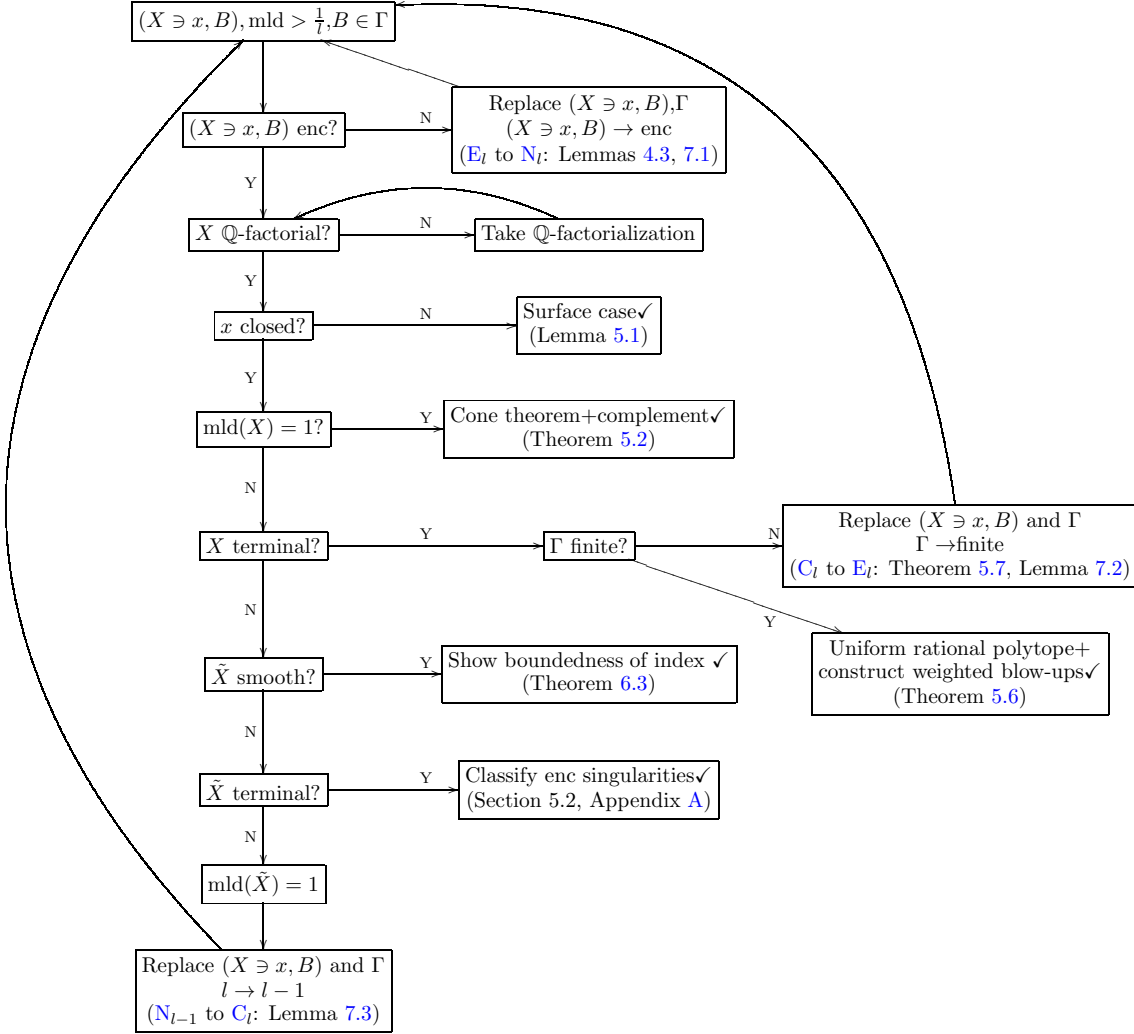 (X ∋ x, B), mld > 1/l, B ∈ Γ
Replace (X ∋ x, B),Γ
(X ∋ x, B) → enc
(E_l to N_l: Lemmas 4.3, 7.1)
(X ∋ x, B) enc?
N
Y
X ℚ-factorial?
N
Take ℚ-factorialization
Y
x closed?
N
Surface case✓
(Lemma 5.1)
Y
mld(X) = 1?
Y
Cone theorem+complement✓
(Theorem 5.2)
N
X terminal?
Y
Γ finite?
N
Replace (X ∋ x, B) and Γ
Γ →finite
(C_l to E_l: Theorem 5.7, Lemma 7.2)
Y
Uniform rational polytope+
construct weighted blow-ups✓
(Theorem 5.6)
N
X̃ smooth?
Y
Show boundedness of index ✓
(Theorem 6.3)
N
X̃ terminal?
Y
Classify enc singularities✓
(Section 5.2, Appendix A)
N
mld(X̃) = 1
Replace (X ∋ x, B) and Γ
l → l − 1
(N_{l−1} to C_l: Lemma 7.3)